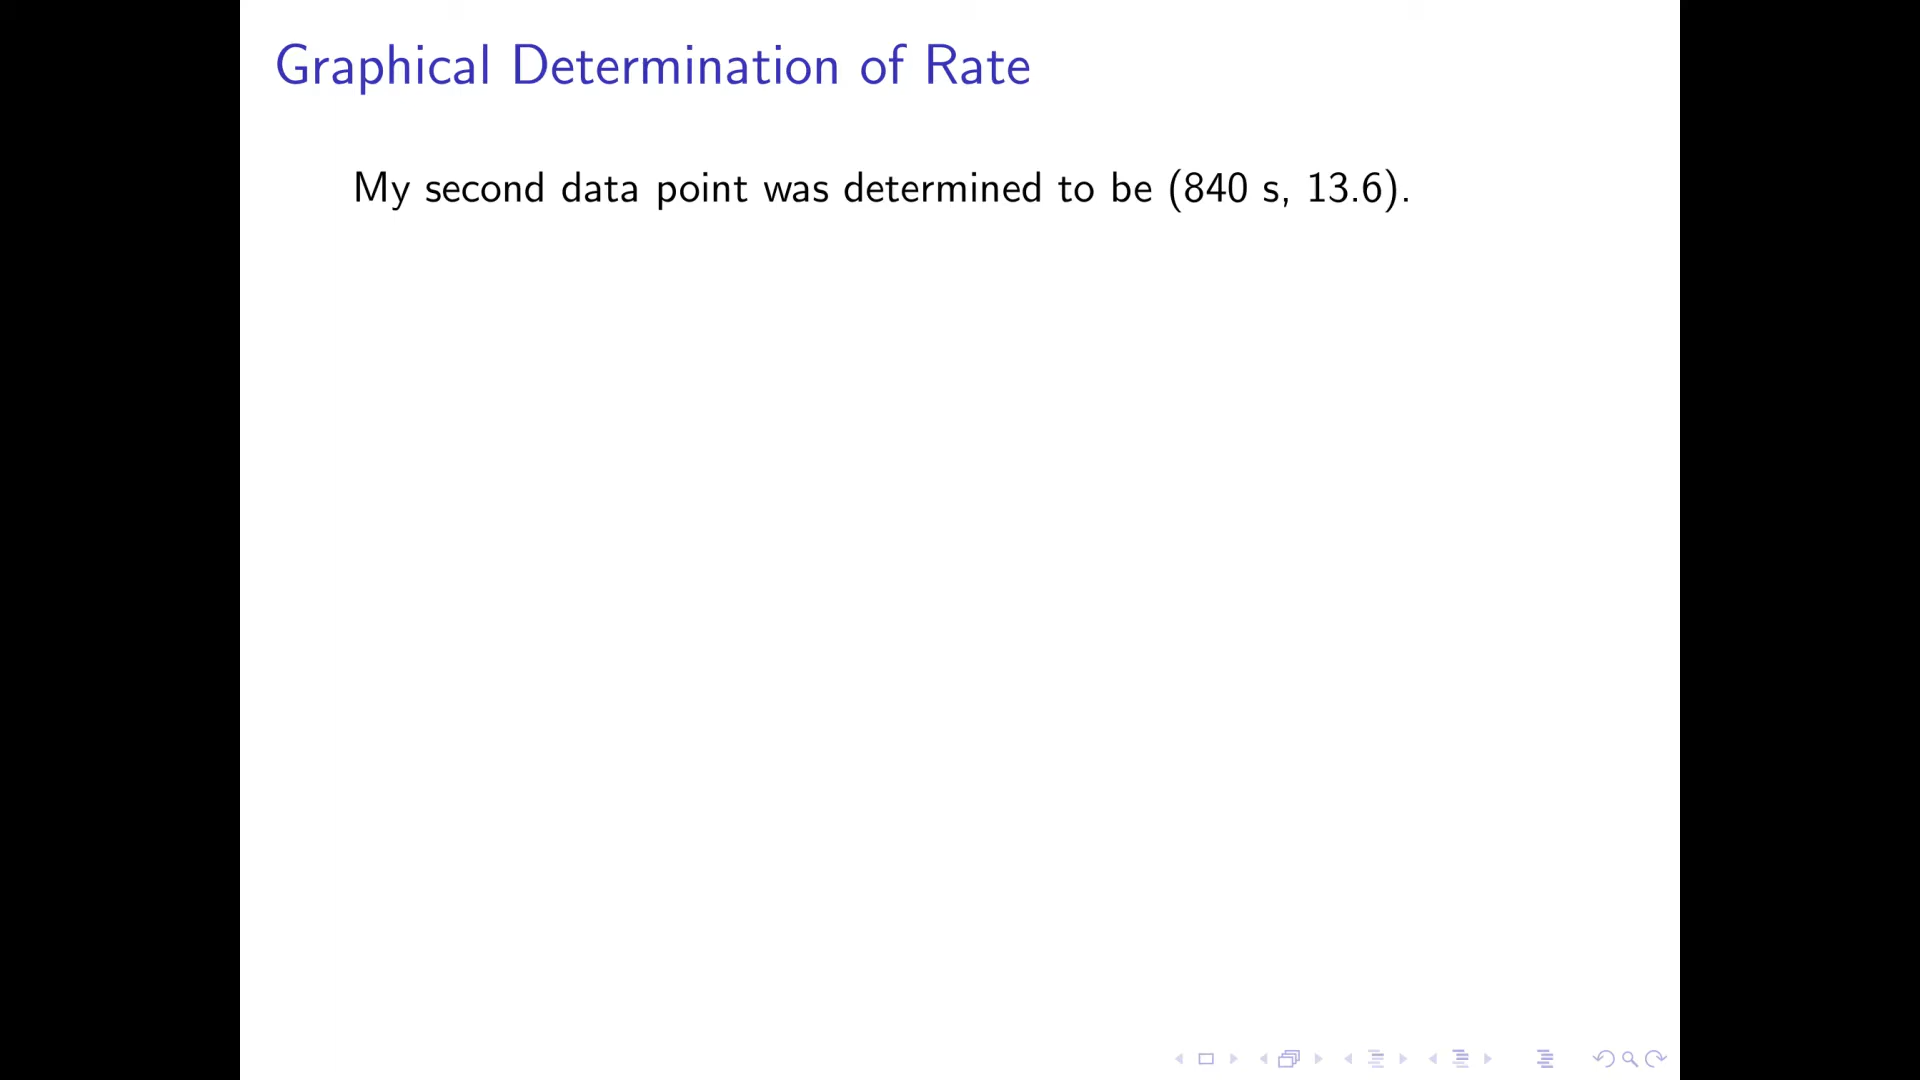 Graphical Determination of Rate
My second data point was determined to be (840 s, 13.6).